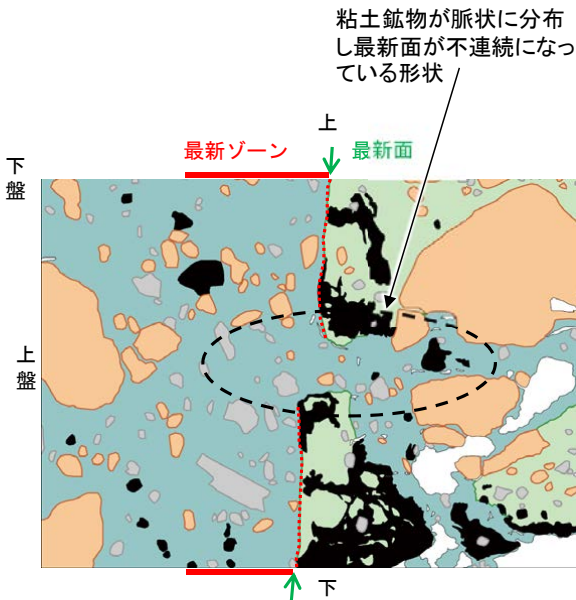 粘土鉱物が脈状に分布
し最新面が不連続になっ
ている形状
上
最新ゾーン
最新面
下
盤
上
盤
下